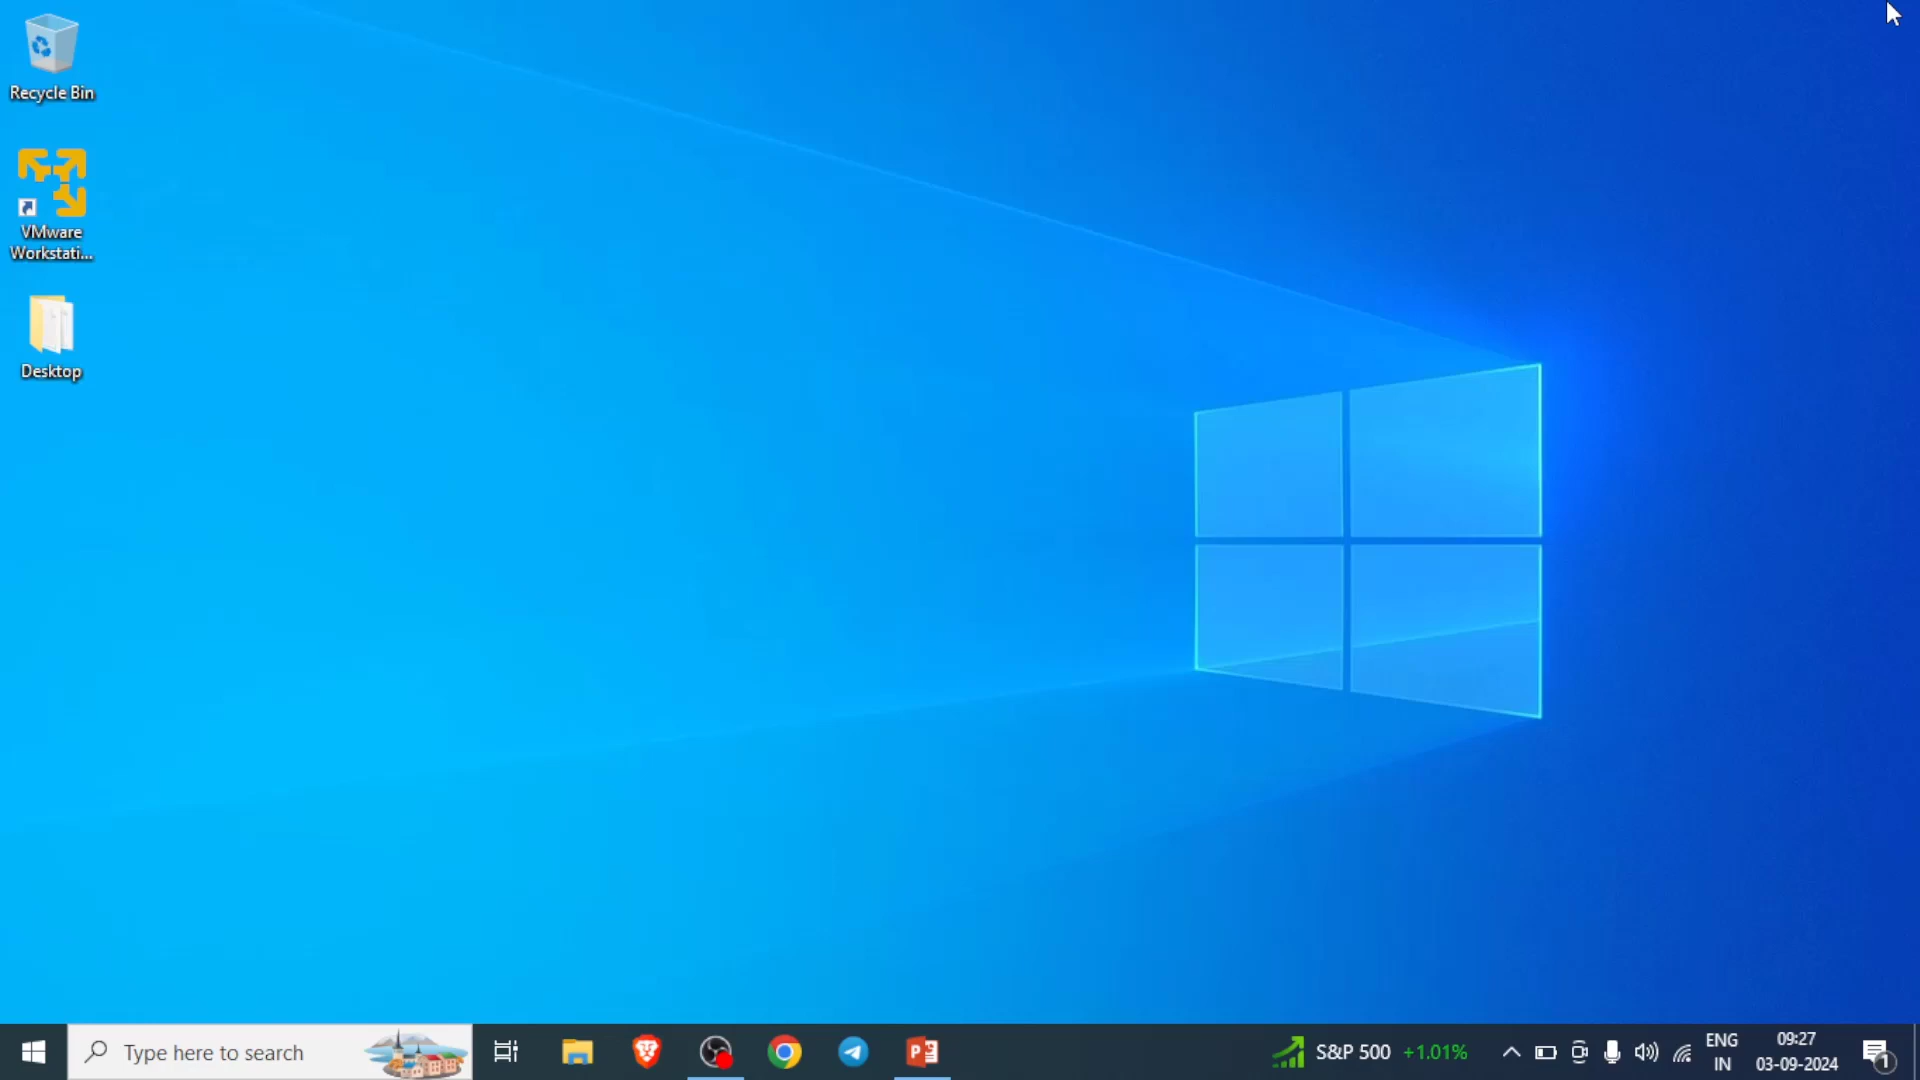 Recycle Bin
VMware
Workstati...
Desktop
Type here to search
S&P 500 +1.01%
ENG
IN
09:27
03-09-2024
1